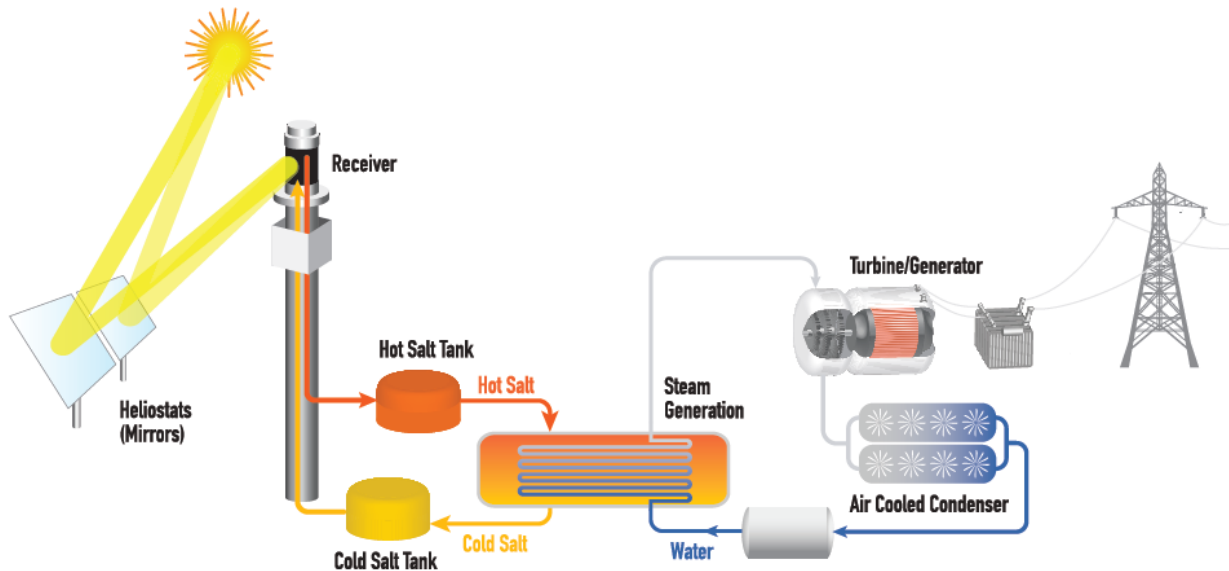 Receiver
Turbine/Generator
Hot Salt Tank
Hot Salt
Steam
Generation
Heliostats
(Mirrors)
Air Cooled Condenser
Cold Salt
Water
Cold Salt Tank